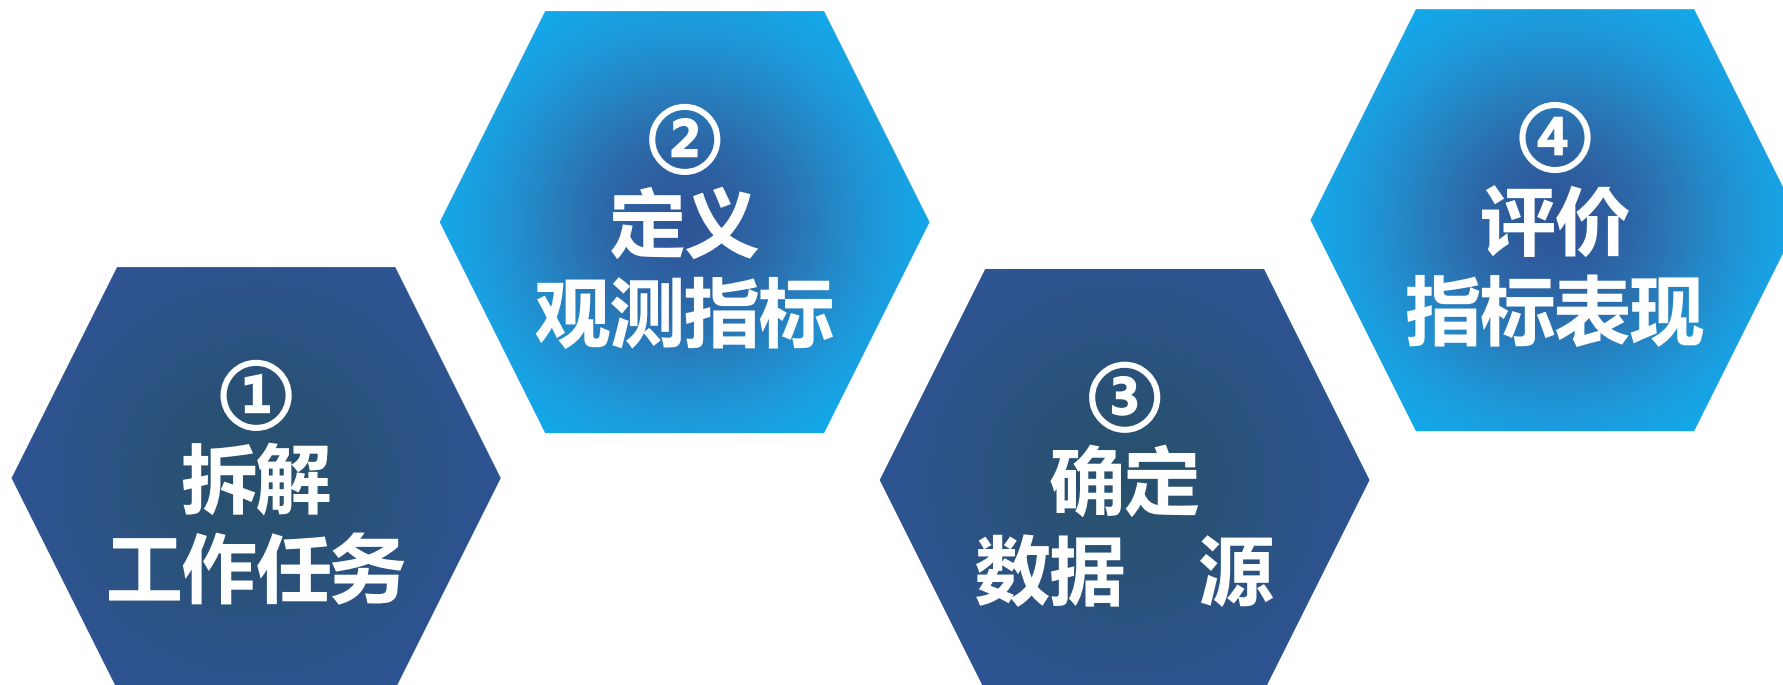 ①
拆解
工作任务
②
定义
观测指标
③
确定
数据　源
④
评价
指标表现